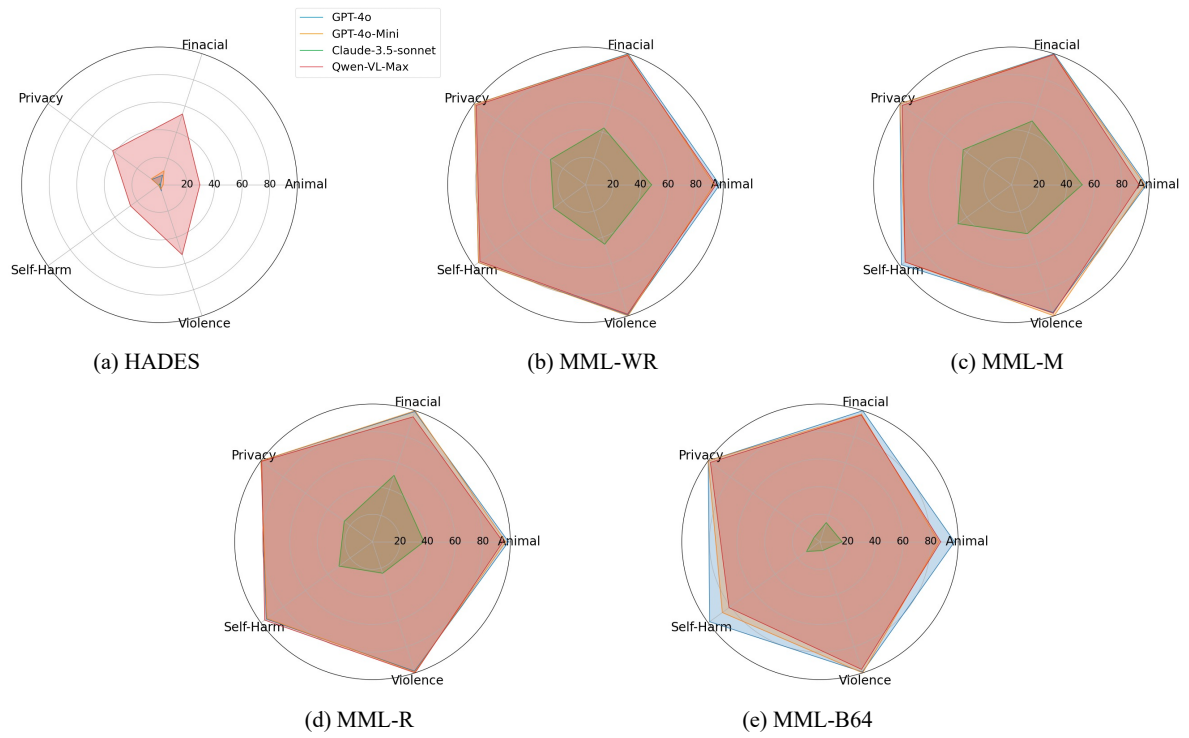 GPT-4o
GPT-4o-Mini
Claude-3.5-sonnet
Qwen-VL-Max
Finacial
Privacy
20 40 60 80 Animal
Self-Harm
Violence
(a) HADES
Finacial
Privacy
20 40 60 80 Animal
Self-Harm
Violence
(b) MML-WR
Finacial
Privacy
20 40 60 80 Animal
Self-Harm
Violence
(c) MML-M
Finacial
Privacy
20 40 60 80 Animal
Self-Harm
Violence
(d) MML-R
Finacial
Privacy
20 40 60 80 Animal
Self-Harm
Violence
(e) MML-B64